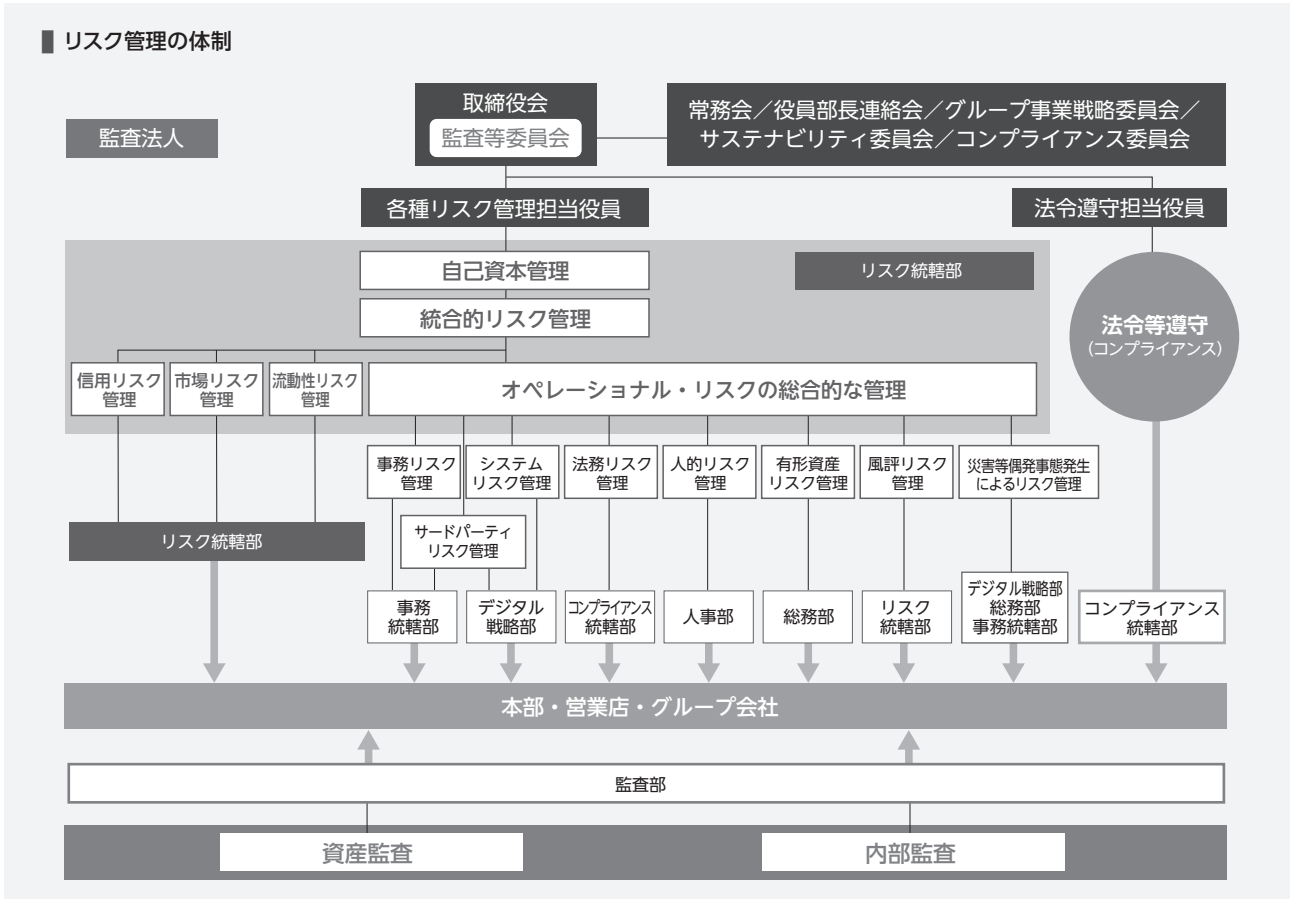 リスク管理の体制
監査法人
取締役会
監査等委員会
常務会／役員部長連絡会／グループ事業戦略委員会／
サステナビリティ委員会／コンプライアンス委員会
各種リスク管理担当役員
法令遵守担当役員
自己資本管理
リスク統轄部
統合的リスク管理
法令等遵守
(コンプライアンス)
信用リスク
管理
市場リスク
管理
流動性リスク
管理
オペレーショナル・リスクの総合的な管理
事務リスク
管理
システム
リスク管理
法務リスク
管理
人的リスク
管理
有形資産
リスク管理
風評リスク
管理
災害等偶発事態発生
によるリスク管理
サードパーティ
リスク管理
リスク統轄部
事務
統轄部
デジタル
戦略部
コンプライアンス
統轄部
人事部
総務部
リスク
統轄部
デジタル戦略部
総務部
事務統轄部
コンプライアンス
統轄部
本部・営業店・グループ会社
監査部
資産監査
内部監査